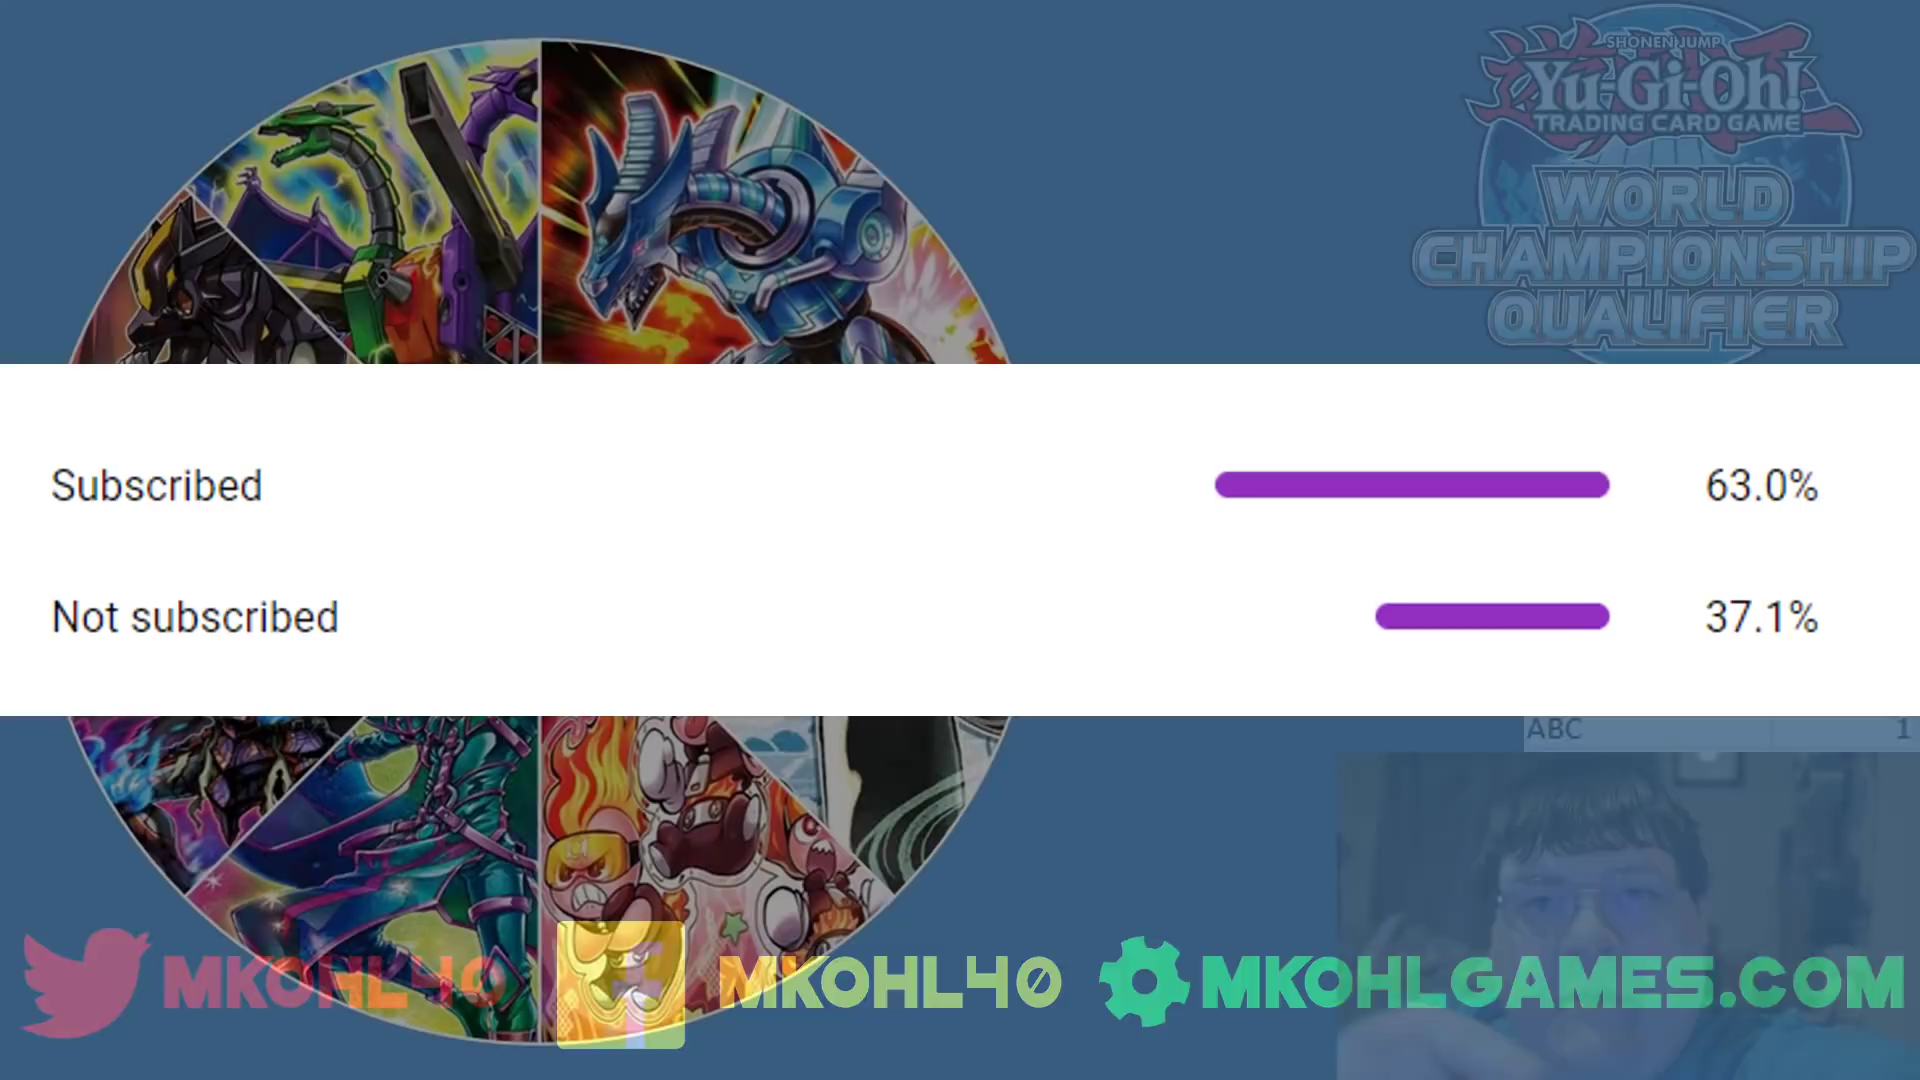 SHONEN JUMP
Yu-Gi-Oh!
TRADING CARD GAME
WORLD
CHAMPIONSHIP
QUALIFIER
Subscribed 63.0%
Not subscribed 37.1%
ABC 1
MKOHL40 MKOHL40 MKOHLGAMES.COM